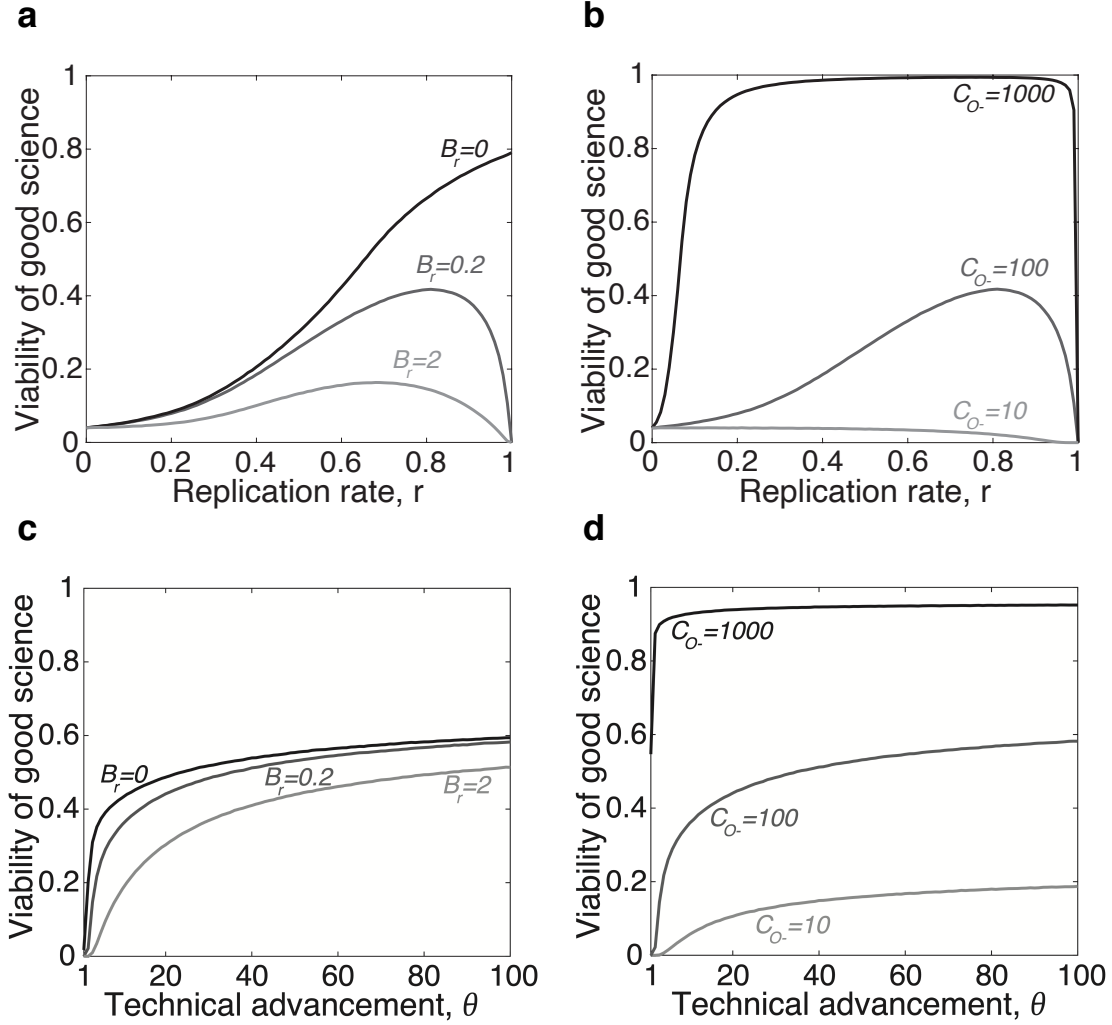 a
Viability of good science
1
0.8
0.6
0.4
0.2
0
B_r=0
B_r=0.2
B_r=2
0 0.2 0.4 0.6 0.8 1
Replication rate, r
b
Viability of good science
1
0.8
0.6
0.4
0.2
0
C_O-=1000
C_O-=100
C_O-=10
0 0.2 0.4 0.6 0.8 1
Replication rate, r
c
Viability of good science
1
0.8
0.6
0.4
0.2
0
B_r=0
B_r=0.2
B_r=2
1 20 40 60 80 100
Technical advancement, θ
d
Viability of good science
1
0.8
0.6
0.4
0.2
0
C_O-=1000
C_O-=100
C_O-=10
1 20 40 60 80 100
Technical advancement, θ